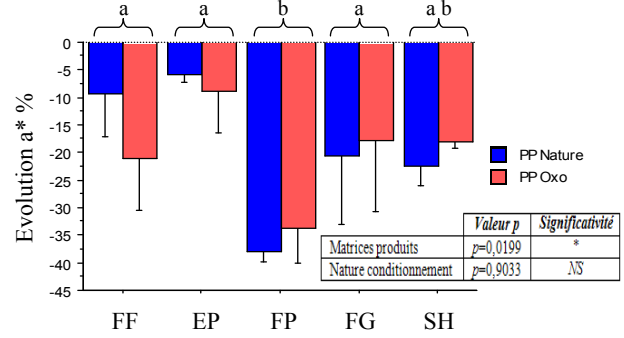 a a b a a b
0
-5
-10
-15
-20
-25
-30
-35
-40
-45
Evolution a* %
PP Nature
PP Oxo
Valeur p Significativité
Matrices produits p=0,0199 *
Nature conditionnement p=0,9033 NS
FF EP FP FG SH